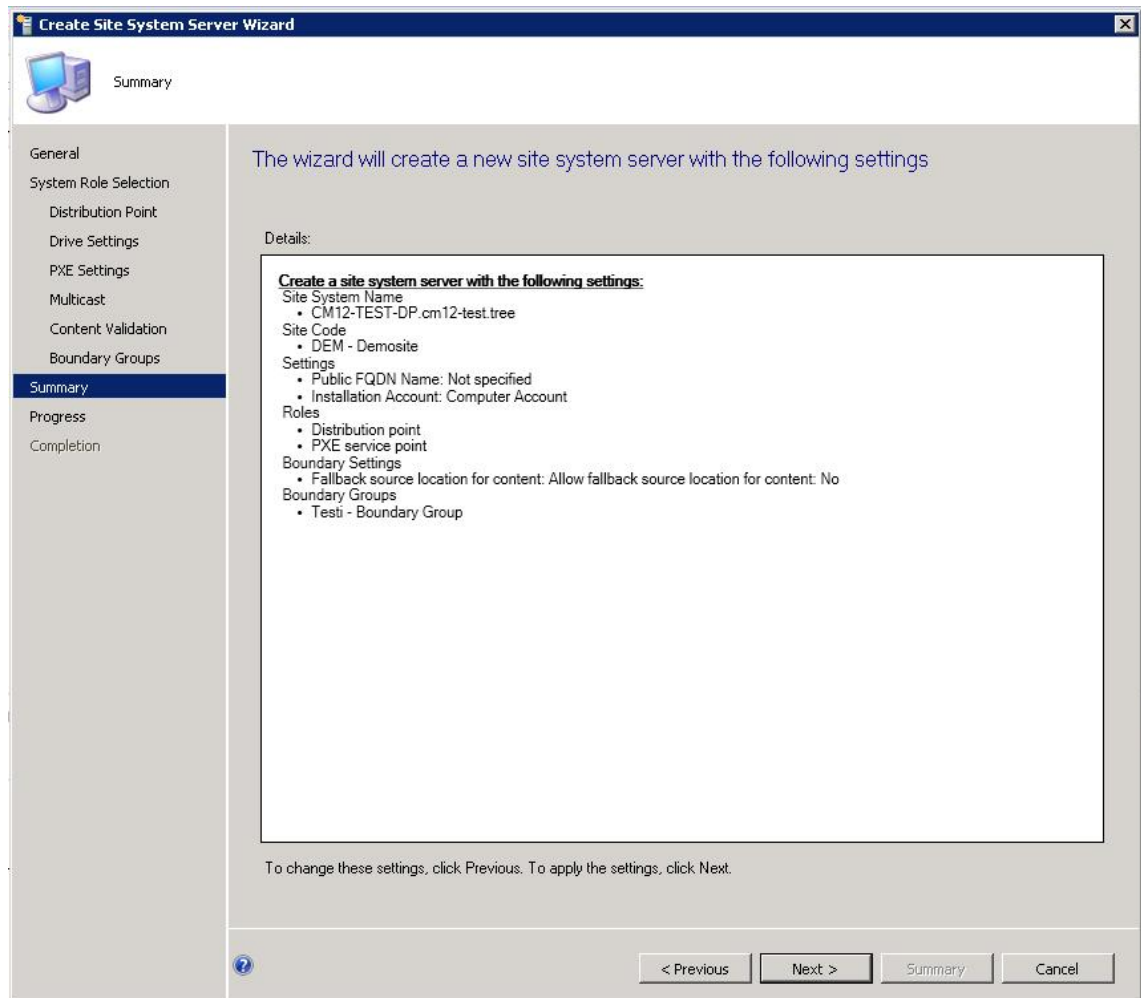 Create Site System Server Wizard
Summary
General
System Role Selection
Distribution Point
Drive Settings
PXE Settings
Multicast
Content Validation
Boundary Groups
Summary
Progress
Completion
The wizard will create a new site system server with the following settings
Details:
Create a site system server with the following settings:
Site System Name
• CM12-TEST-DP.cm12-test.tree
Site Code
• DEM - Demosite
Settings
• Public FQDN Name: Not specified
• Installation Account: Computer Account
Roles
• Distribution point
• PXE service point
Boundary Settings
• Fallback source location for content: Allow fallback source location for content: No
Boundary Groups
• Testi - Boundary Group
To change these settings, click Previous. To apply the settings, click Next.
< Previous
Next >
Summary
Cancel